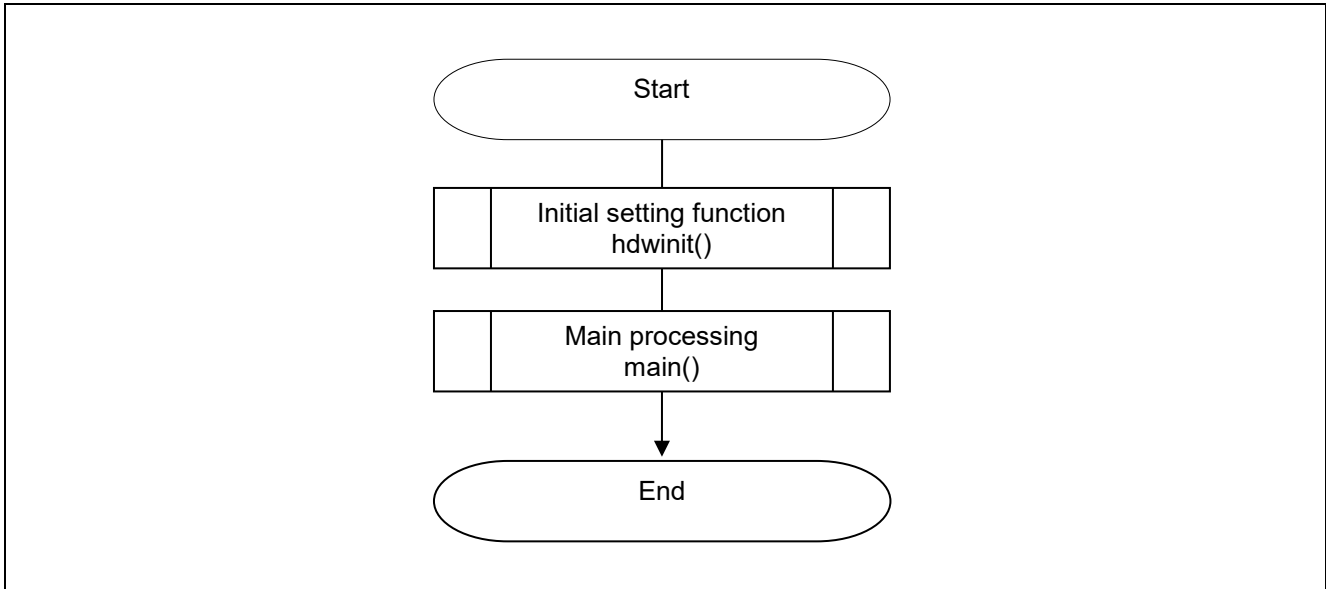 Start
Initial setting function
hdwinit()
Main processing
main()
End